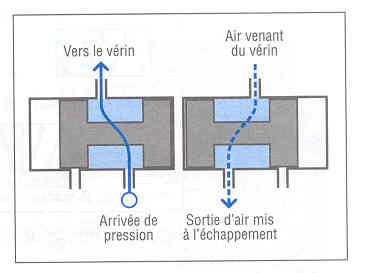 Vers le vérin
Air venant
du vérin
Arrivée de
pression
Sortie d'air mis
à l'échappement